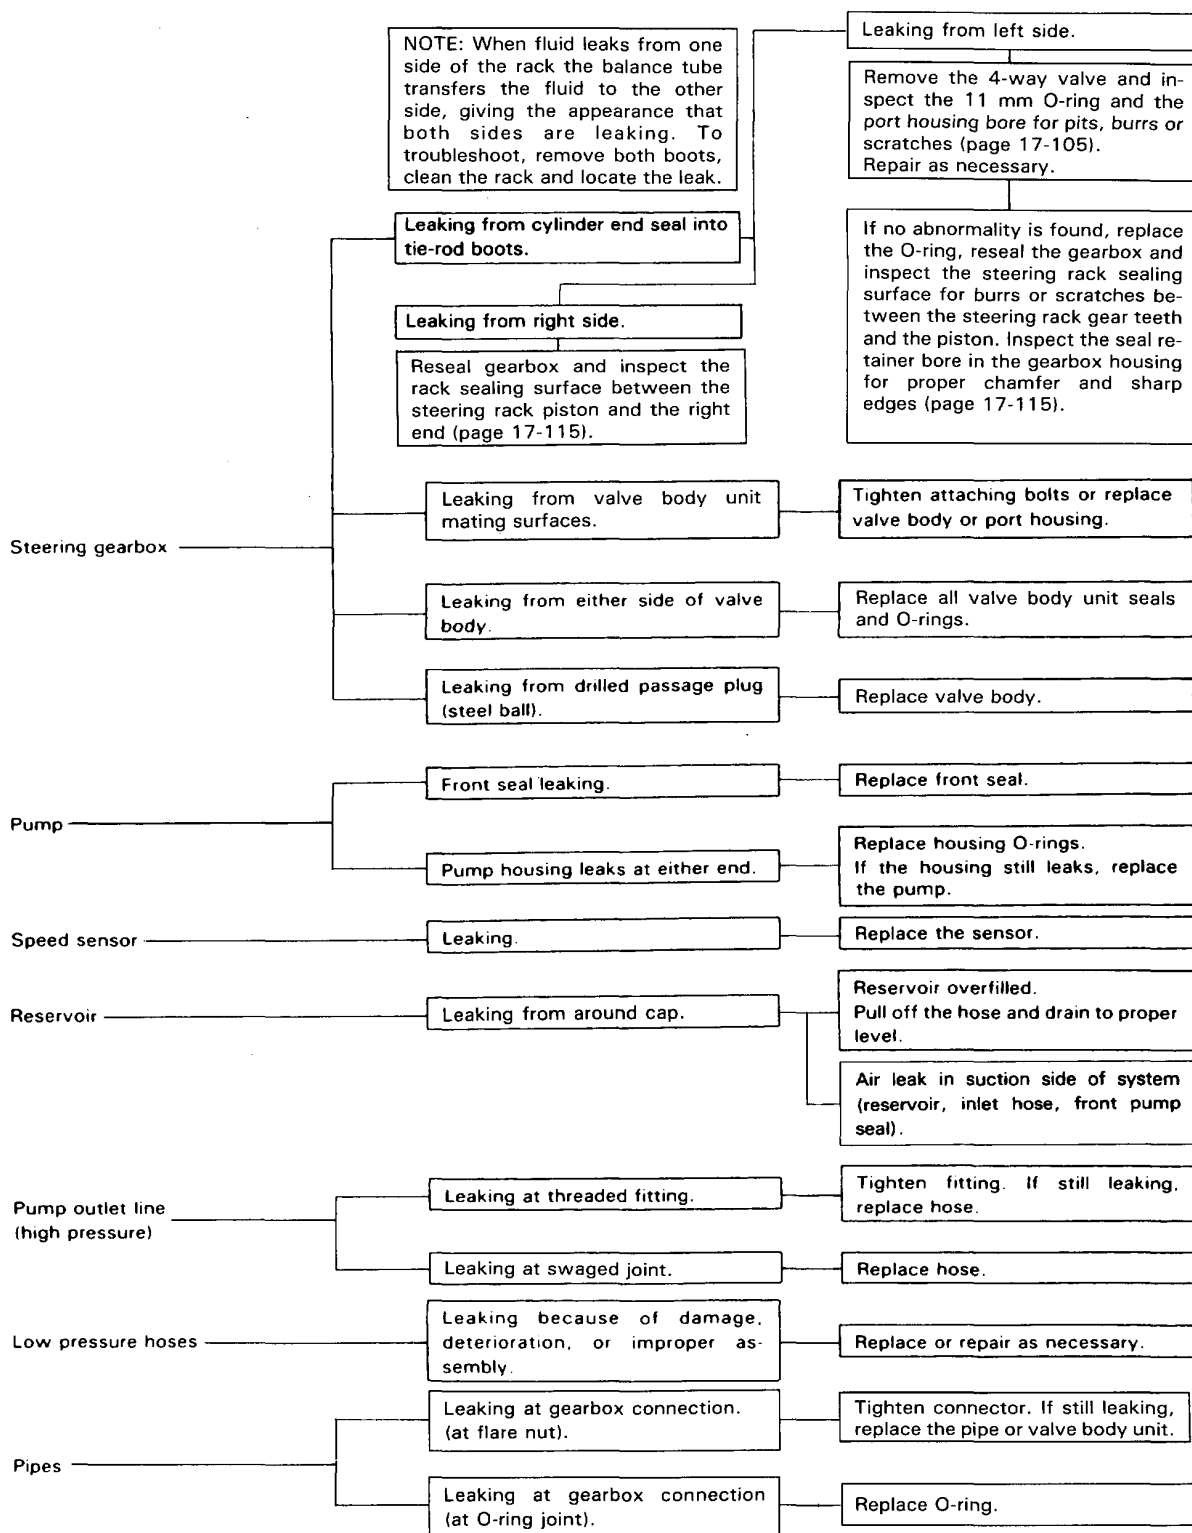 Leaking from left side.
NOTE: When fluid leaks from one
side of the rack the balance tube
transfers the fluid to the other
side, giving the appearance that
both sides are leaking. To
troubleshoot, remove both boots,
clean the rack and locate the leak.
Remove the 4-way valve and in-
spect the 11 mm O-ring and the
port housing bore for pits, burrs or
scratches (page 17-105).
Repair as necessary.
Leaking from cylinder end seal into
tie-rod boots.
If no abnormality is found, replace
the O-ring, reseal the gearbox and
inspect the steering rack sealing
surface for burrs or scratches be-
tween the steering rack gear teeth
and the piston. Inspect the seal re-
tainer bore in the gearbox housing
for proper chamfer and sharp
edges (page 17-115).
Leaking from right side.
Reseal gearbox and inspect the
rack sealing surface between the
steering rack piston and the right
end (page 17-115).
Steering gearbox
Leaking from valve body unit
mating surfaces.
Tighten attaching bolts or replace
valve body or port housing.
Leaking from either side of valve
body.
Replace all valve body unit seals
and O-rings.
Leaking from drilled passage plug
(steel ball).
Replace valve body.
Pump
Front seal leaking.
Replace front seal.
Pump housing leaks at either end.
Replace housing O-rings.
If the housing still leaks, replace
the pump.
Speed sensor
Leaking.
Replace the sensor.
Reservoir
Leaking from around cap.
Reservoir overfilled.
Pull off the hose and drain to proper
level.
Air leak in suction side of system
(reservoir, inlet hose, front pump
seal).
Pump outlet line
(high pressure)
Leaking at threaded fitting.
Tighten fitting. If still leaking,
replace hose.
Leaking at swaged joint.
Replace hose.
Low pressure hoses
Leaking because of damage,
deterioration, or improper as-
sembly.
Replace or repair as necessary.
Pipes
Leaking at gearbox connection.
(at flare nut).
Tighten connector. If still leaking,
replace the pipe or valve body unit.
Leaking at gearbox connection
(at O-ring joint).
Replace O-ring.